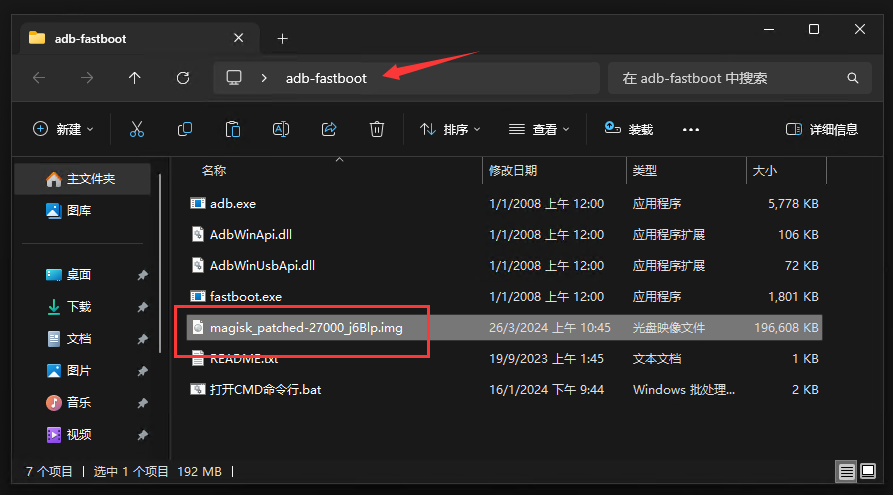 adb-fastboot
adb-fastboot
在 adb-fastboot 中搜索
新建
排序
查看
装载
详细信息
名称 修改日期 类型 大小
主文件夹
图库
桌面
下载
文档
图片
音乐
视频
adb.exe 1/1/2008 上午 12:00 应用程序 5,778 KB
AdbWinApi.dll 1/1/2008 上午 12:00 应用程序扩展 106 KB
AdbWinUsbApi.dll 1/1/2008 上午 12:00 应用程序扩展 72 KB
fastboot.exe 1/1/2008 上午 12:00 应用程序 1,801 KB
magisk_patched-27000_j6Blp.img 26/3/2024 上午 10:45 光盘映像文件 196,608 KB
README.txt 19/9/2023 上午 1:45 文本文档 1 KB
打开CMD命令行.bat 16/1/2024 下午 9:44 Windows 批处理... 2 KB
7 个项目 | 选中 1 个项目 192 MB |